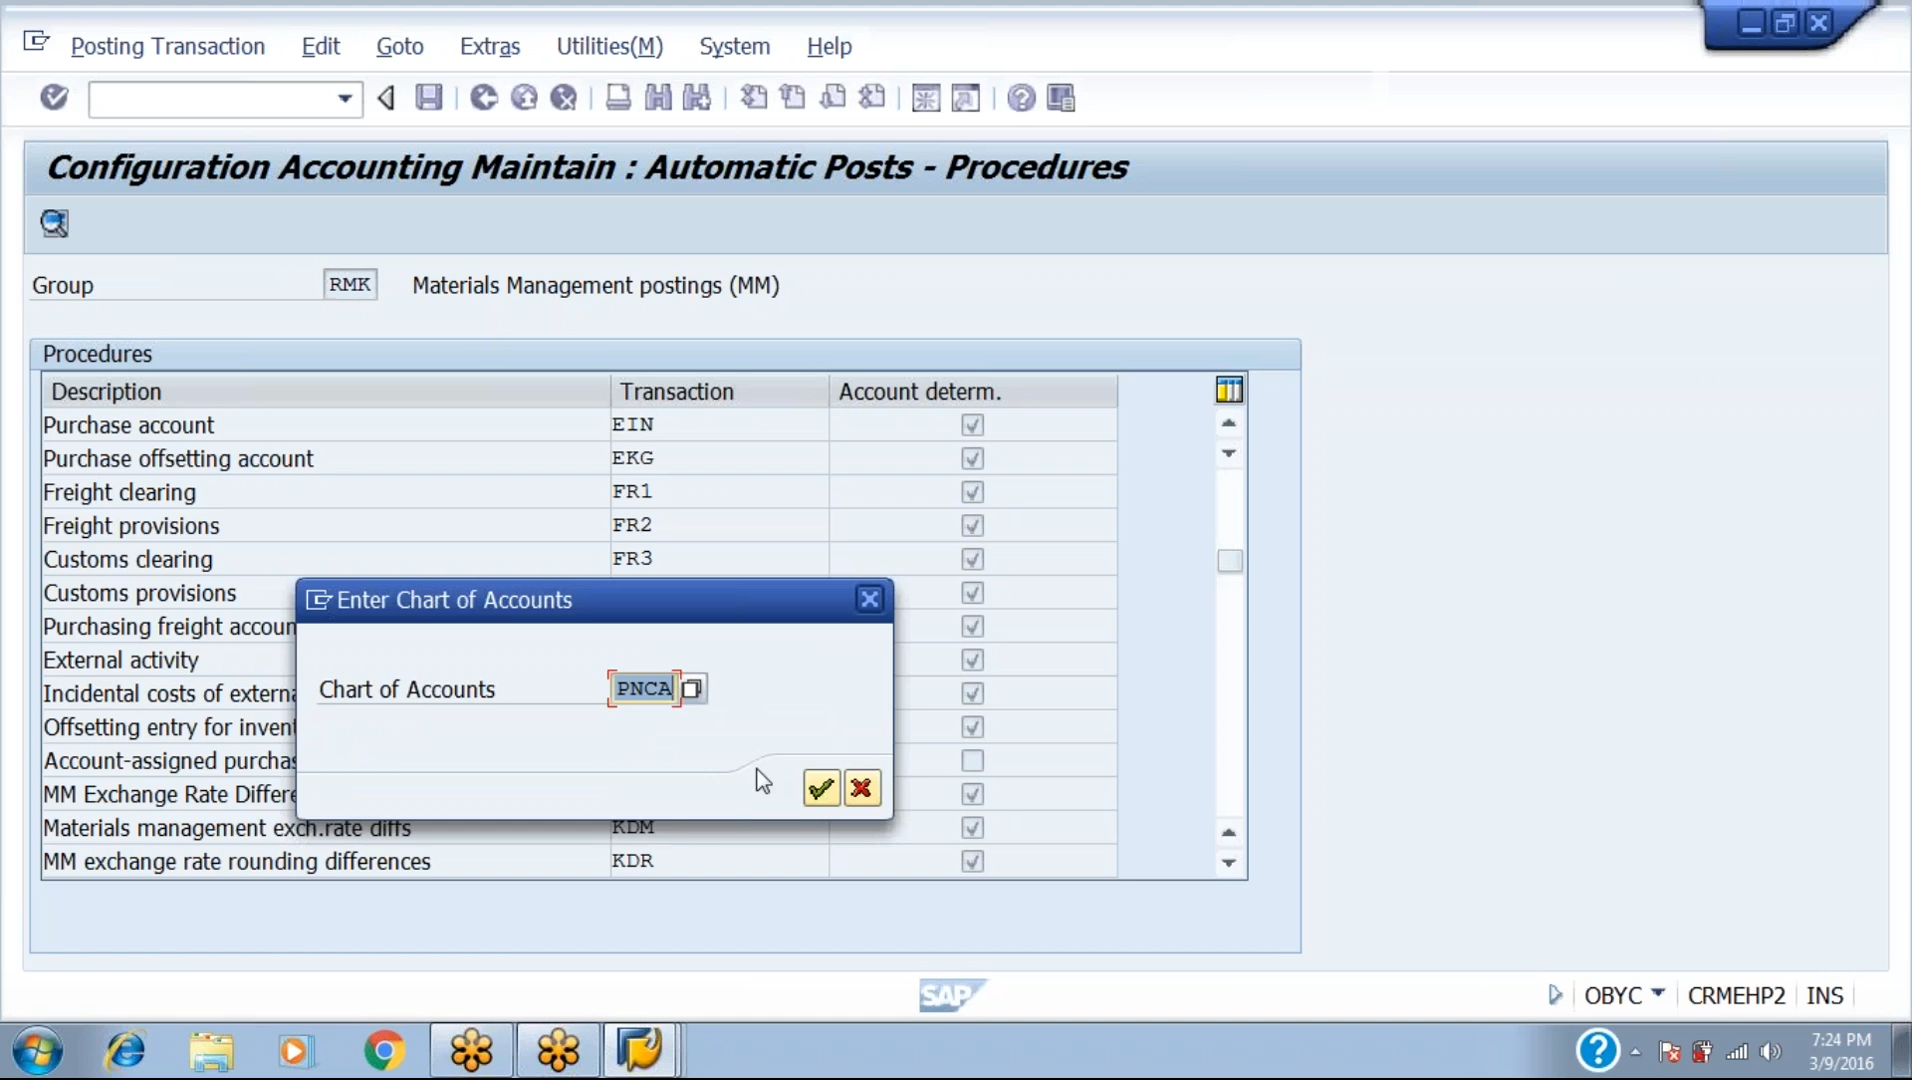 Posting Transaction Edit Goto Extras Utilities(M) System Help
Configuration Accounting Maintain : Automatic Posts - Procedures
Group RMK Materials Management postings (MM)
Procedures
Description Transaction Account determ.
Purchase account EIN
Purchase offsetting account EKG
Freight clearing FR1
Freight provisions FR2
Customs clearing FR3
Customs provisions
Purchasing freight accoun
External activity
Incidental costs of externa
Offsetting entry for invent
Account-assigned purchas
MM Exchange Rate Differe
Materials management exch.rate diffs KDM
MM exchange rate rounding differences KDR
Enter Chart of Accounts
Chart of Accounts PNCA
SAP
OBYC CRMEHP2 INS
7:24 PM
3/9/2016